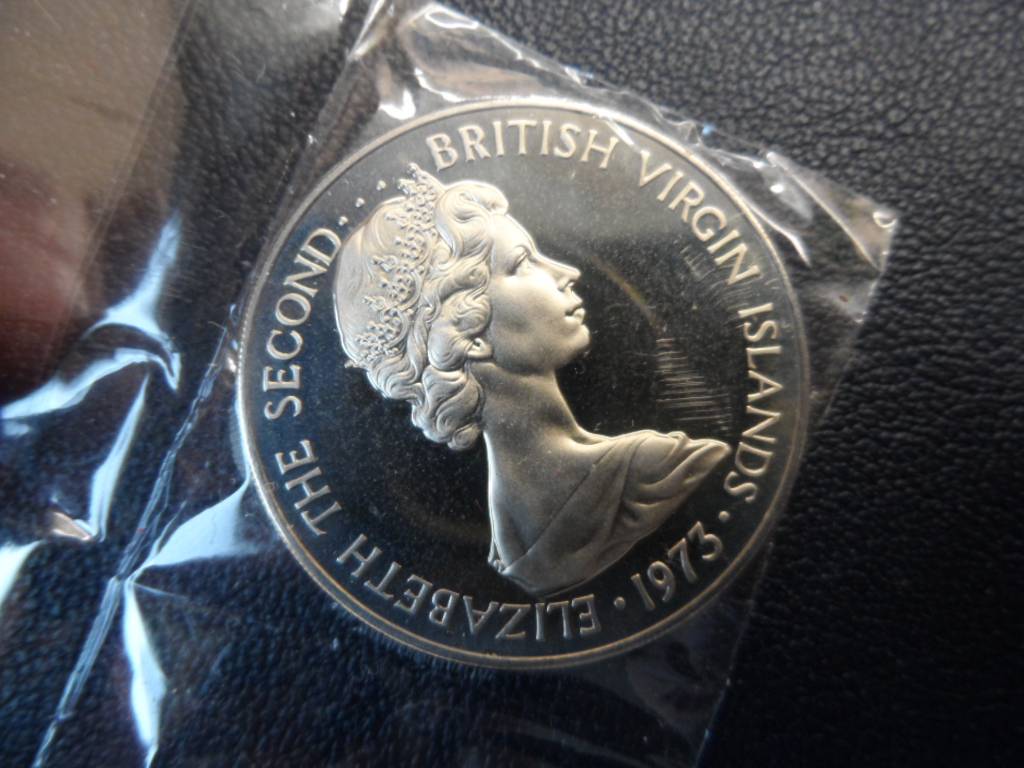 ELIZABETH THE SECOND...
BRITISH VIRGIN ISLANDS · 1973 ·